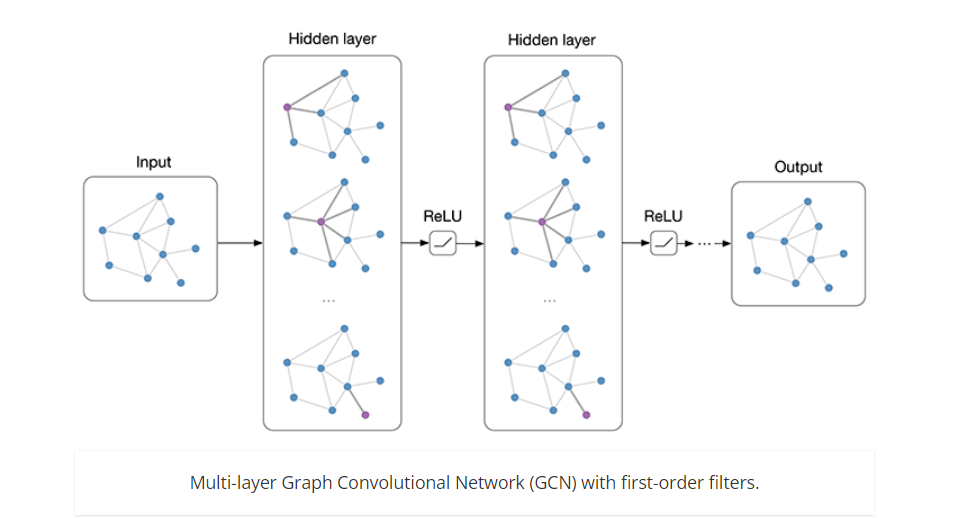 Hidden layer
Hidden layer
Input
Output
ReLU
ReLU
...
...
...
Multi-layer Graph Convolutional Network (GCN) with first-order filters.